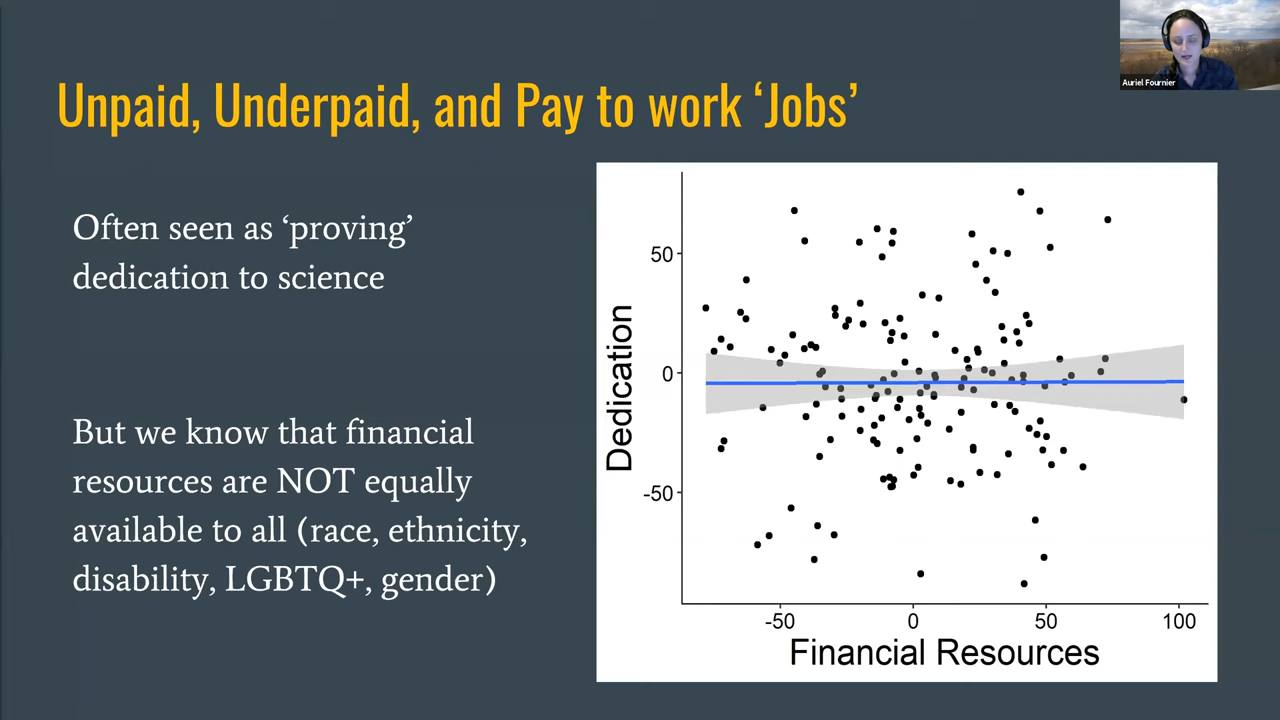 Auriel Fournier
Unpaid, Underpaid, and Pay to work ‘Jobs’
Often seen as ‘proving’
dedication to science
But we know that financial
resources are NOT equally
available to all (race, ethnicity,
disability, LGBTQ+, gender)
Dedication
50
0
-50
-50 0 50 100
Financial Resources